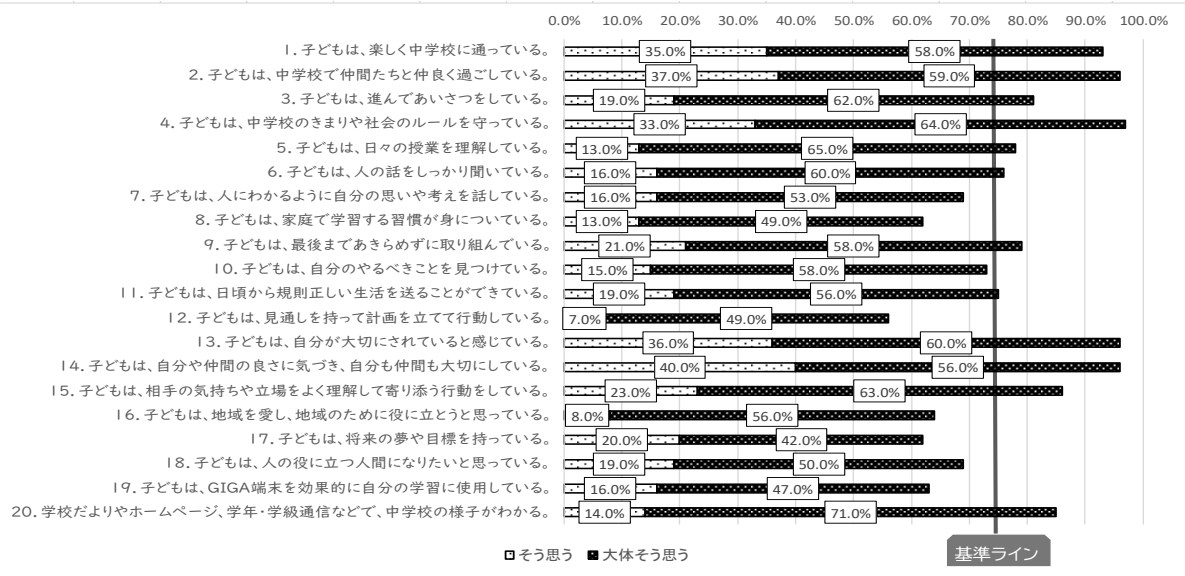 0.0% 10.0% 20.0% 30.0% 40.0% 50.0% 60.0% 70.0% 80.0% 90.0% 100.0%
1.子どもは、楽しく中学校に通っている。 35.0% 58.0%
2.子どもは、中学校で仲間たちと仲良く過ごしている。 37.0% 59.0%
3.子どもは、進んであいさつをしている。 19.0% 62.0%
4.子どもは、中学校のきまりや社会のルールを守っている。 33.0% 64.0%
5.子どもは、日々の授業を理解している。 13.0% 65.0%
6.子どもは、人の話をしっかり聞いている。 16.0% 60.0%
7.子どもは、人にわかるように自分の思いや考えを話している。 16.0% 53.0%
8.子どもは、家庭で学習する習慣が身についている。 13.0% 49.0%
9.子どもは、最後まであきらめずに取り組んでいる。 21.0% 58.0%
10.子どもは、自分のやるべきことを見つけている。 15.0% 58.0%
11.子どもは、日頃から規則正しい生活を送ることができている。 19.0% 56.0%
12.子どもは、見通しを持って計画を立てて行動している。 7.0% 49.0%
13.子どもは、自分が大切にされていると感じている。 36.0% 60.0%
14.子どもは、自分や仲間の良さに気づき、自分も仲間も大切にしている。 40.0% 56.0%
15.子どもは、相手の気持ちや立場をよく理解して寄り添う行動をしている。 23.0% 63.0%
16.子どもは、地域を愛し、地域のために役に立とうと思っている。 8.0% 56.0%
17.子どもは、将来の夢や目標を持っている。 20.0% 42.0%
18.子どもは、人の役に立つ人間になりたいと思っている。 19.0% 50.0%
19.子どもは、GIGA端末を効果的に自分の学習に使用している。 16.0% 47.0%
20.学校だよりやホームページ、学年・学級通信などで、中学校の様子がわかる。 14.0% 71.0%
そう思う 大体そう思う 基準ライン